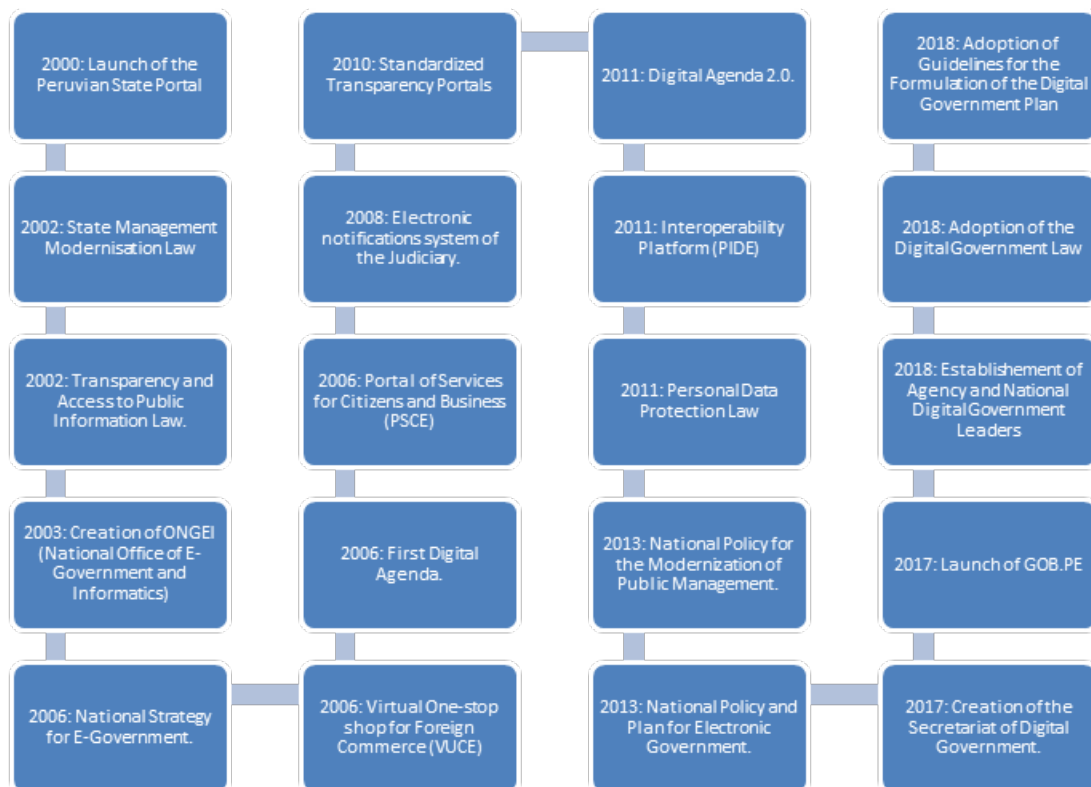 2000: Launch of the
Peruvian State Portal
2002: State Management
Modernisation Law
2002: Transparency and
Access to Public
Information Law.
2003: Creation of ONGEI
(National Office of E-
Government and
Informatics)
2006: National Strategy
for E-Government.
2006: Virtual One-stop
shop for Foreign
Commerce (VUCE)
2006: First Digital
Agenda.
2006: Portal of Services
for Citizens and Business
(PSCE)
2008: Electronic
notifications system of
the Judiciary.
2010: Standardized
Transparency Portals
2011: Digital Agenda 2.0.
2011: Interoperability
Platform (PIDE)
2011: Personal Data
Protection Law
2013: National Policy for
the Modernization of
Public Management.
2013: National Policy and
Plan for Electronic
Government.
2017: Creation of the
Secretariat of Digital
Government.
2017: Launch of GOB.PE
2018: Establishement of
Agency and National
Digital Government
Leaders
2018: Adoption of the
Digital Government Law
2018: Adoption of
Guidelines for the
Formulation of the Digital
Government Plan